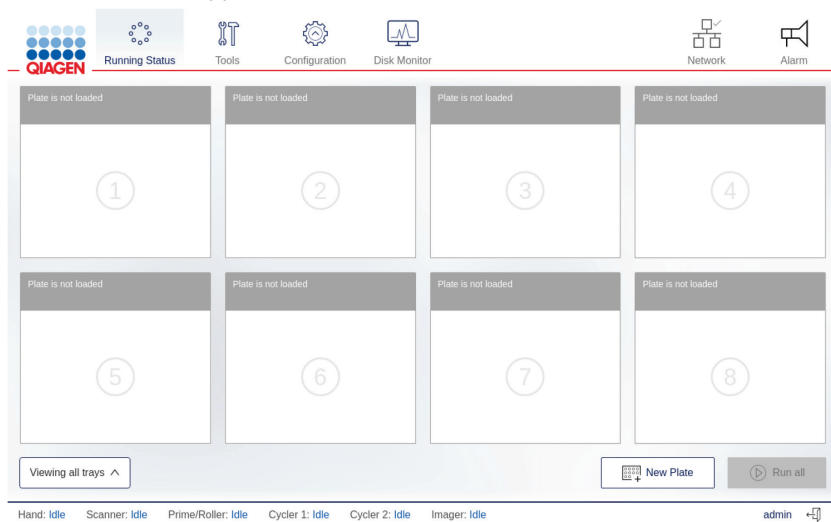 QIAGEN
Running Status
Tools
Configuration
Disk Monitor
Network
Alarm
Plate is not loaded
1
Plate is not loaded
2
Plate is not loaded
3
Plate is not loaded
4
Plate is not loaded
5
Plate is not loaded
6
Plate is not loaded
7
Plate is not loaded
8
Viewing all trays
New Plate
Run all
Hand: Idle Scanner: Idle Prime/Roller: Idle Cycler 1: Idle Cycler 2: Idle Imager: Idle admin